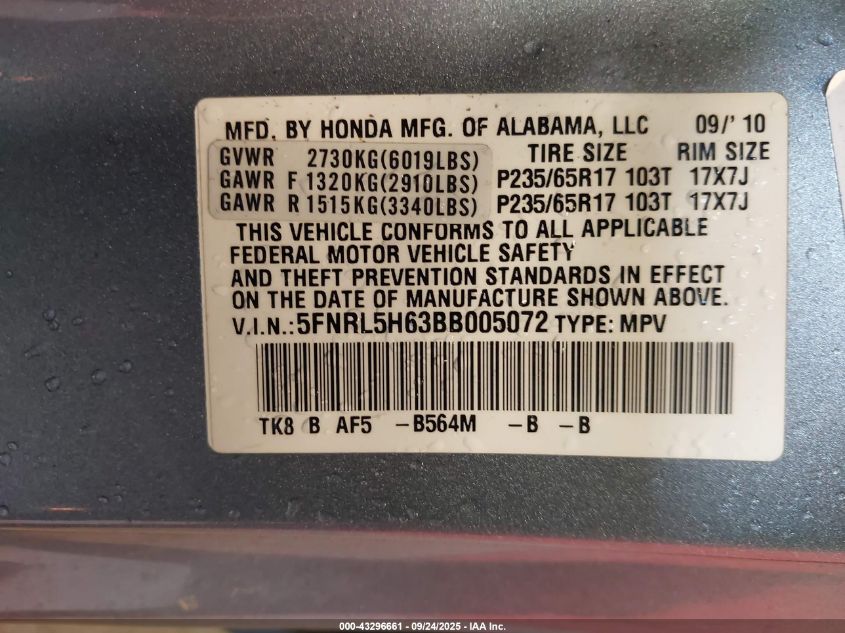 MFD. BY HONDA MFG. OF ALABAMA, LLC 09/'10
GVWR 2730KG(6019LBS) TIRE SIZE RIM SIZE
GAWR F 1320KG(2910LBS) P235/65R17 103T 17X7J
GAWR R 1515KG(3340LBS) P235/65R17 103T 17X7J
THIS VEHICLE CONFORMS TO ALL APPLICABLE
FEDERAL MOTOR VEHICLE SAFETY
AND THEFT PREVENTION STANDARDS IN EFFECT
ON THE DATE OF MANUFACTURE SHOWN ABOVE.
V.I.N.:5FNRL5H63BB005072 TYPE: MPV
TK8 B AF5 -B564M -B -B
000-43296661 - 09/24/2025 - IAA Inc.